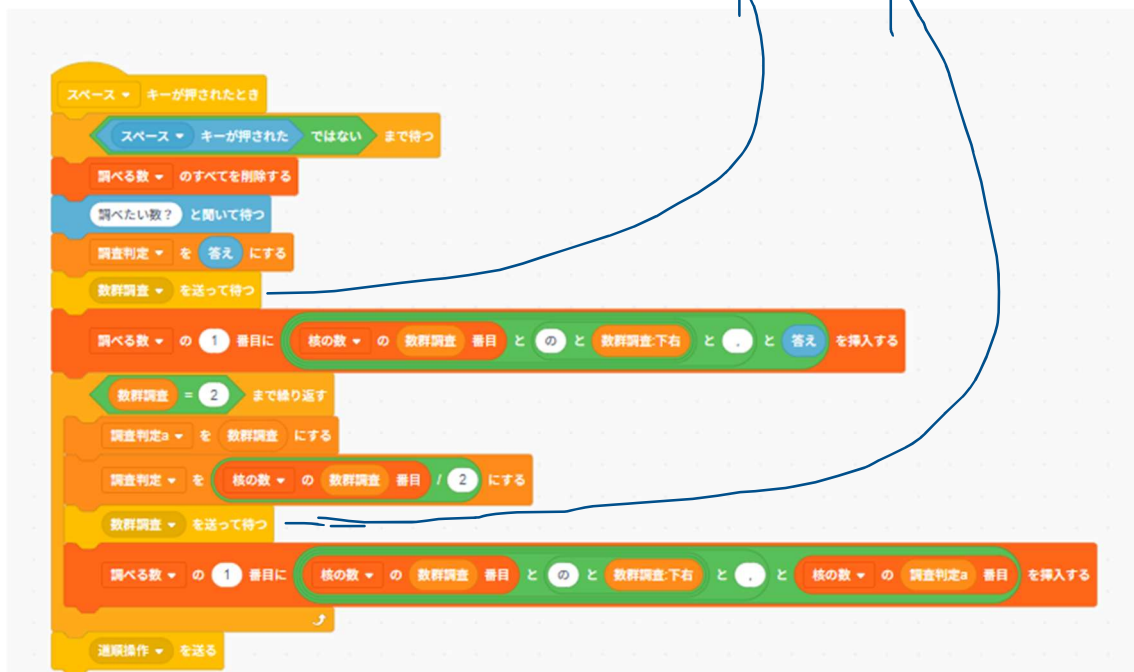 スペース キーが押されたとき
スペース キーが押された ではない まで待つ
調べる数 のすべてを削除する
調べたい数？ と聞いて待つ
調査判定 を 答え にする
数群調査 を送って待つ
調べる数 の 1 番目に 核の数 の 数群調査 番目 と の と 数群調査:下右 と . と 答え を挿入する
数群調査 = 2 まで繰り返す
調査判定a を 数群調査 にする
調査判定 を 核の数 の 数群調査 番目 / 2 にする
数群調査 を送って待つ
調べる数 の 1 番目に 核の数 の 数群調査 番目 と の と 数群調査:下右 と . と 核の数 の 調査判定a 番目 を挿入する
道順操作 を送る